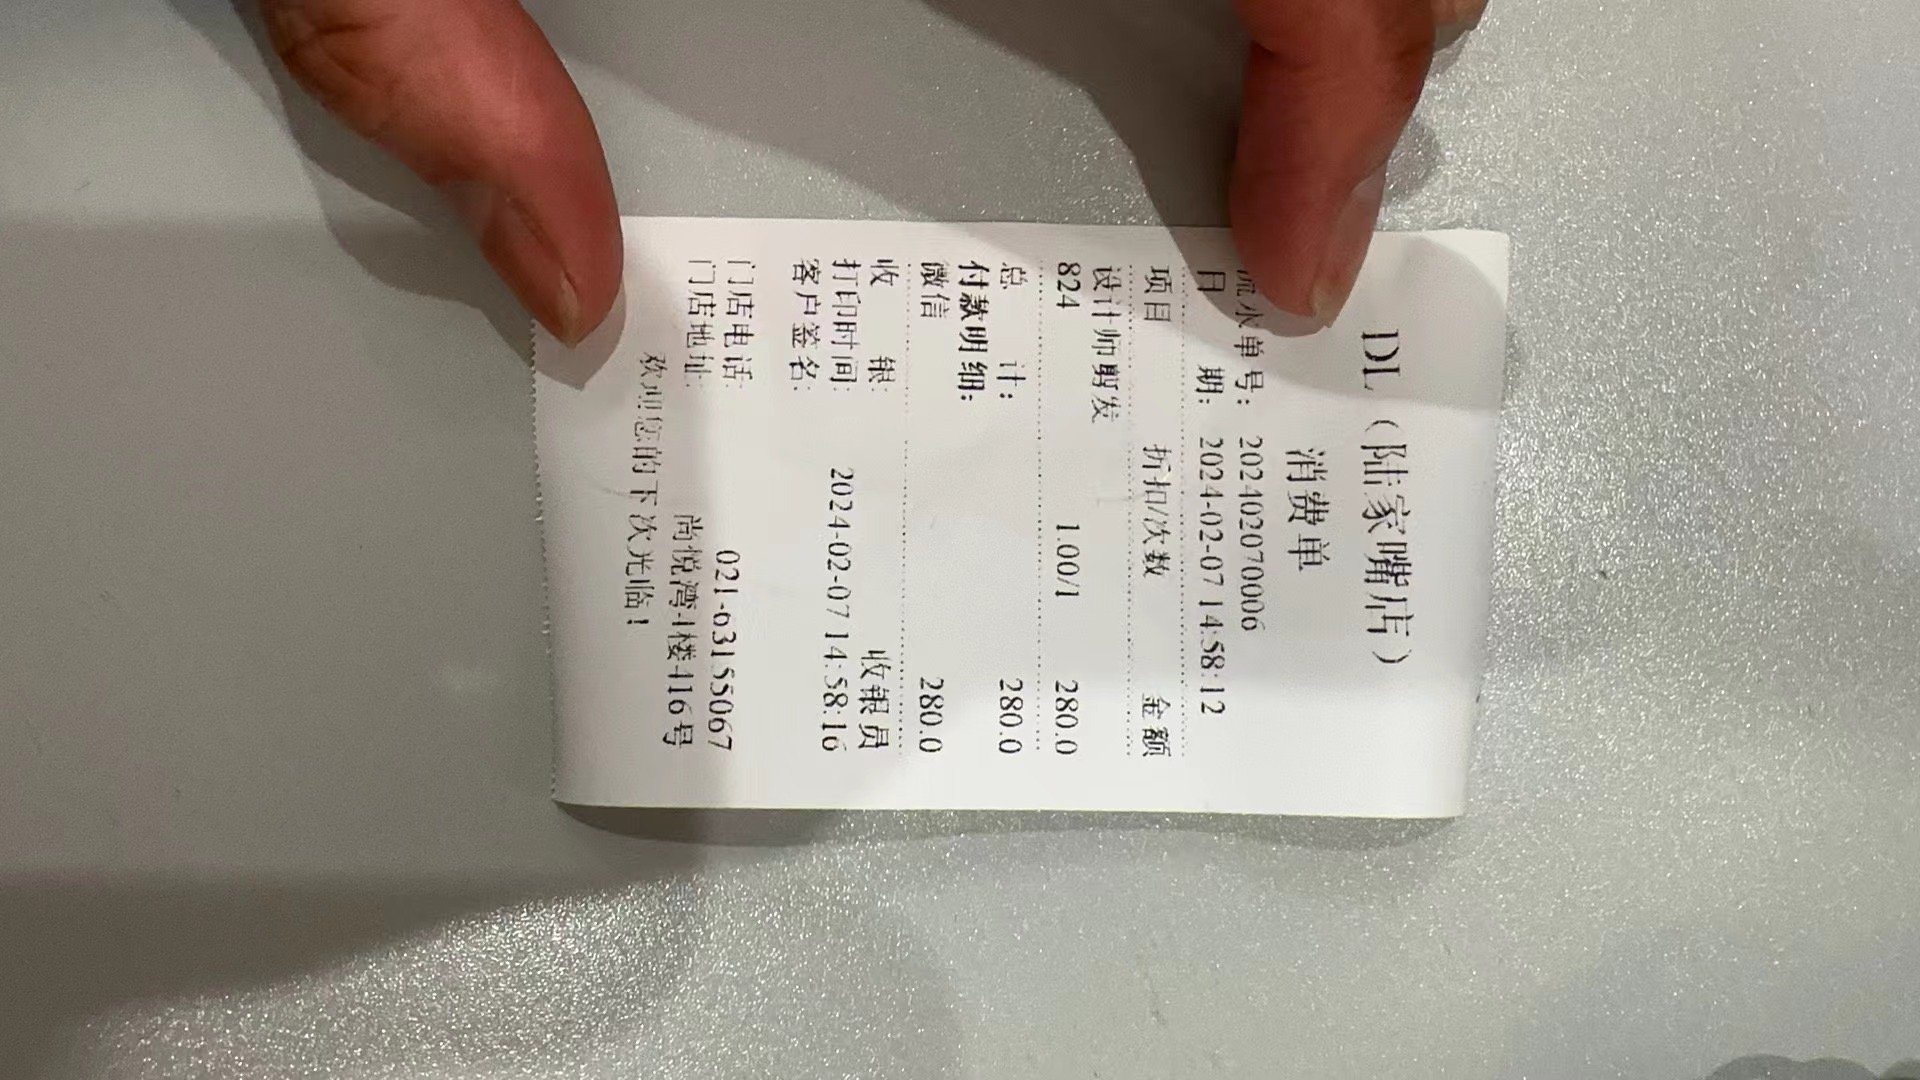 DL（陆家嘴店）
消费单
流水单号： 202402070006
日 期： 2024-02-07 14:58:12
项目 折扣/次数 金额
设计师剪发
824 1.00/1 280.0
总 计： 280.0
付款明细：
微信 280.0
收 银: 收银员
打印时间: 2024-02-07 14:58:16
客户签名:
门店电话: 021-63155067
门店地址: 尚悦湾4楼416号
欢迎您的下次光临！